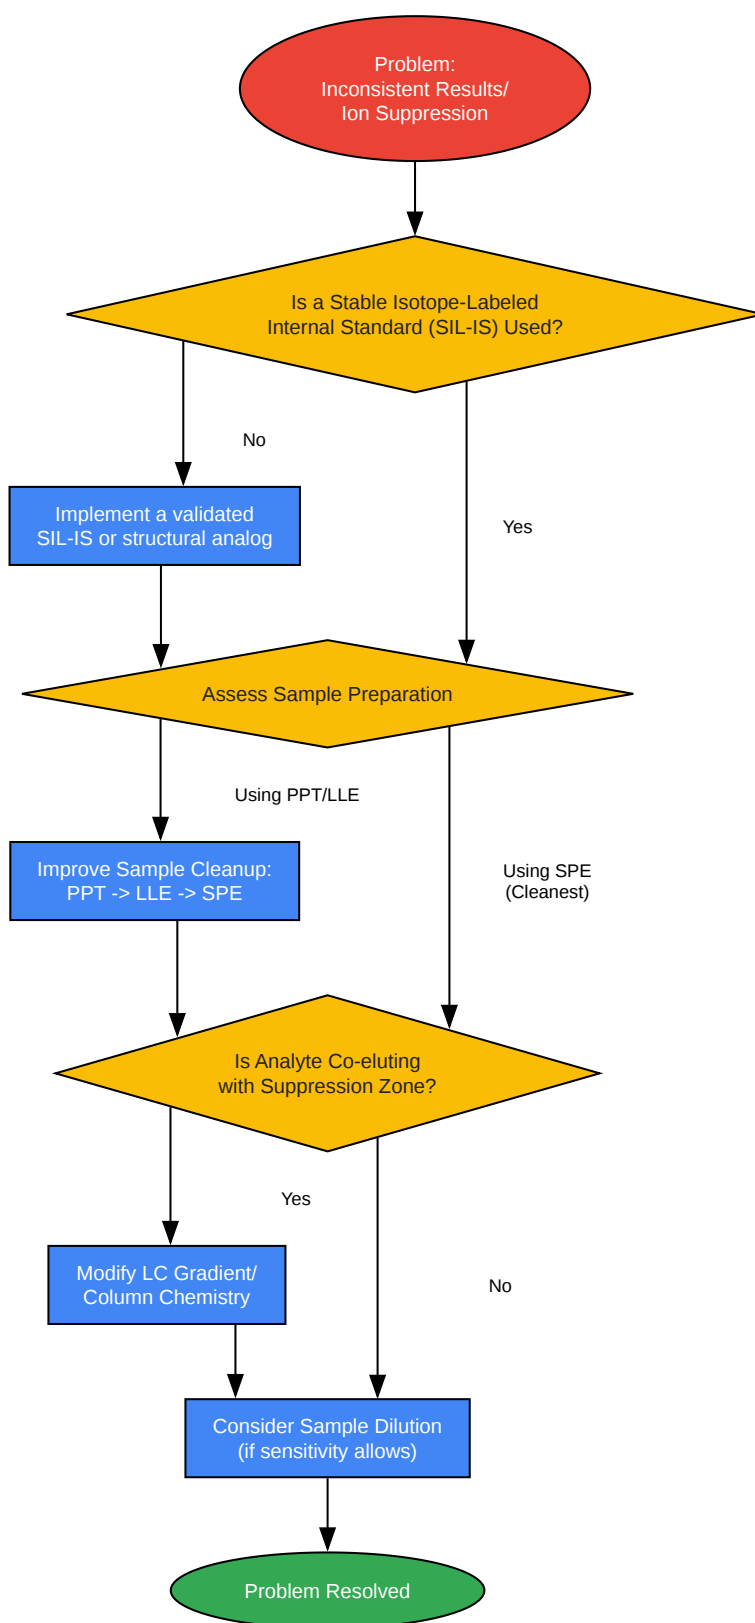 Problem:
Inconsistent Results/
Ion Suppression
Is a Stable Isotope-Labeled
Internal Standard (SIL-IS) Used?
No
Implement a validated
SIL-IS or structural analog
Yes
Assess Sample Preparation
Using PPT/LLE
Improve Sample Cleanup:
PPT -> LLE -> SPE
Using SPE
(Cleanest)
Is Analyte Co-eluting
with Suppression Zone?
Yes
Modify LC Gradient/
Column Chemistry
No
Consider Sample Dilution
(if sensitivity allows)
Problem Resolved